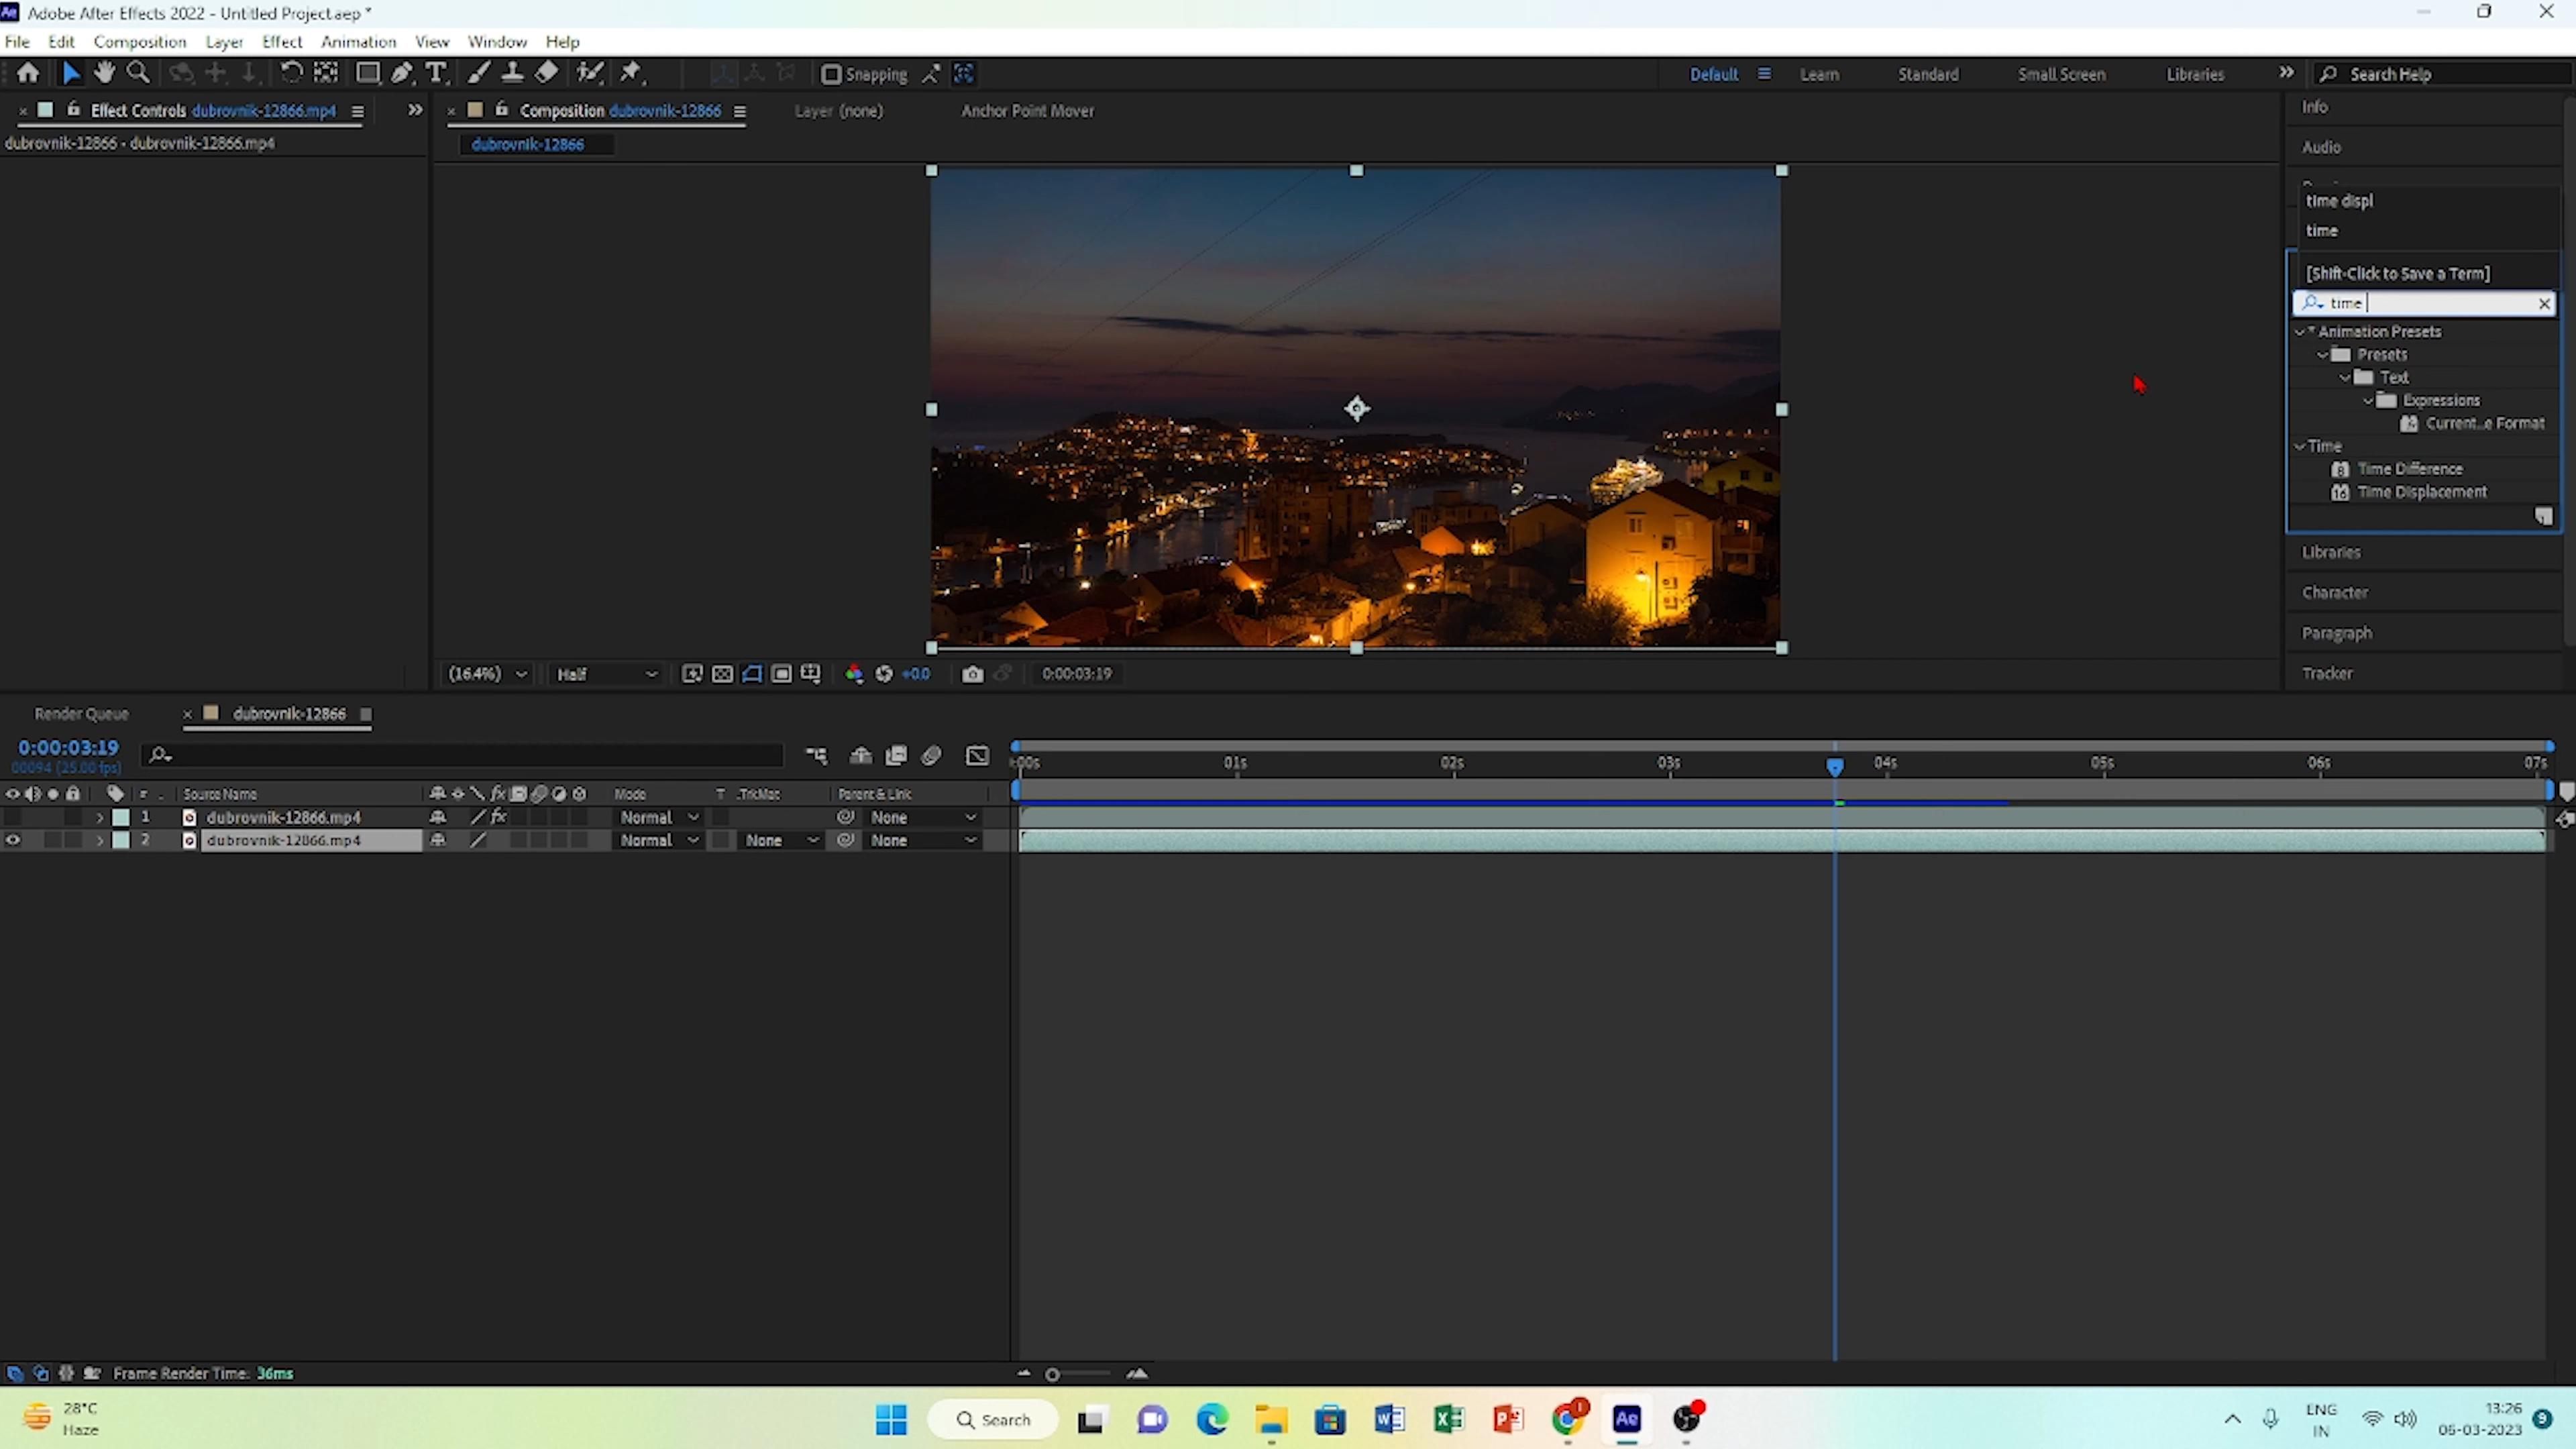 Adobe After Effects 2022 - Untitled Project.aep *
File Edit Composition Layer Effect Animation View Window Help
Snapping
Default Learn Standard Small Screen Libraries Search Help
Effect Controls dubrovnik-12866.mp4
Composition dubrovnik-12866 Layer (none) Anchor Point Mover
dubrovnik-12866 • dubrovnik-12866.mp4
dubrovnik-12866
Info
Audio
time displ
time
[Shift-Click to Save a Term]
time
* Animation Presets
Presets
Text
Expressions
Current...e Format
Time
Time Difference
Time Displacement
Libraries
Character
Paragraph
Tracker
(16.4%) Half +0.0 0:00:03:19
Render Queue dubrovnik-12866
0:00:03:19
00094 (25.00 fps)
:00s 01s 02s 03s 04s 05s 06s 07s
# Source Name Mode T .TrkMat Parent & Link
1 dubrovnik-12866.mp4 fx Normal None
2 dubrovnik-12866.mp4 Normal None None
Frame Render Time: 36ms
28°C
Haze
Search
ENG
IN
13:26
06-03-2023
9